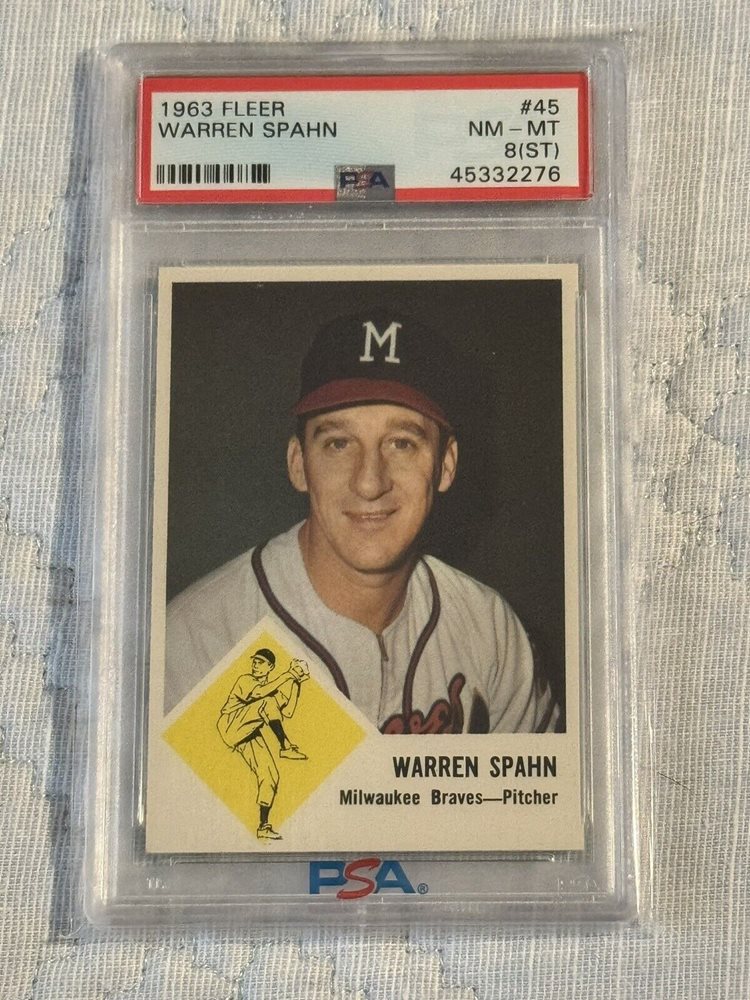 1963 FLEER
#45
WARREN SPAHN
NM - MT
8(ST)
45332276
PSA
M
WARREN SPAHN
Milwaukee Braves—Pitcher
PSA®